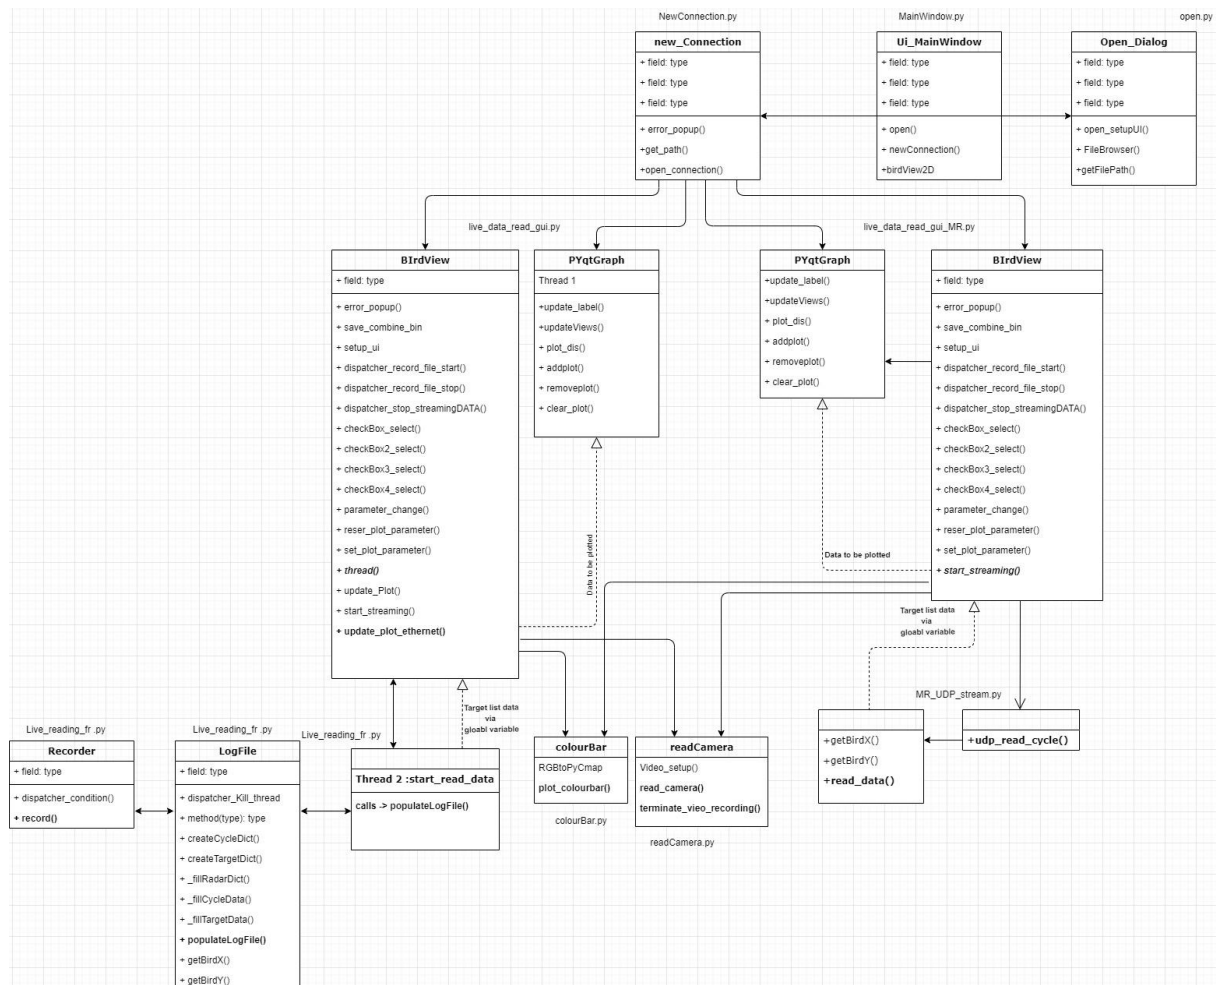 NewConnection.py
MainWindow.py
open.py
new_Connection
+ field: type
+ field: type
+ field: type
+ error_popup()
+get_path()
+open_connection()
Ui_MainWindow
+ field: type
+ field: type
+ field: type
+ open()
+ newConnection()
+birdView2D
Open_Dialog
+ field: type
+ field: type
+ field: type
+ open_setupUI()
+ FileBrowser()
+getFilePath()
live_data_read_gui.py
live_data_read_gui_MR.py
BIrdView
+ field: type
+ error_popup()
+ save_combine_bin
+ setup_ui
+ dispatcher_record_file_start()
+ dispatcher_record_file_stop()
+ dispatcher_stop_streamingDATA()
+ checkBox_select()
+ checkBox2_select()
+ checkBox3_select()
+ checkBox4_select()
+ parameter_change()
+ reser_plot_parameter()
+ set_plot_parameter()
+ thread()
+ update_Plot()
+ start_streaming()
+ update_plot_ethernet()
PYqtGraph
Thread 1
+update_label()
+updateViews()
+ plot_dis()
+ addplot()
+ removeplot()
+ clear_plot()
Data to be plotted
PYqtGraph
+update_label()
+updateViews()
+ plot_dis()
+ addplot()
+ removeplot()
+ clear_plot()
Data to be plotted
BIrdView
+ field: type
+ error_popup()
+ save_combine_bin
+ setup_ui
+ dispatcher_record_file_start()
+ dispatcher_record_file_stop()
+ dispatcher_stop_streamingDATA()
+ checkBox_select()
+ checkBox2_select()
+ checkBox3_select()
+ checkBox4_select()
+ parameter_change()
+ reser_plot_parameter()
+ set_plot_parameter()
+ start_streaming()
Target list data
via
gloabl variable
Target list data
via
gloabl variable
MR_UDP_stream.py
+getBirdX()
+getBirdY()
+read_data()
+udp_read_cycle()
Live_reading_fr .py
Recorder
+ field: type
+ dispatcher_condition()
+ record()
Live_reading_fr .py
LogFile
+ field: type
+ dispatcher_Kill_thread
+ method(type): type
+ createCycleDict()
+ createTargetDict()
+ _fillRadarDict()
+ _fillCycleData()
+ _fillTargetData()
+ populateLogFile()
+ getBirdX()
+ getBirdY()
Live_reading_fr .py
Thread 2 :start_read_data
calls -> populateLogFile()
colourBar
RGBtoPyCmap
plot_colourbar()
colourBar.py
readCamera
Video_setup()
read_camera()
terminate_vieo_recording()
readCamera.py